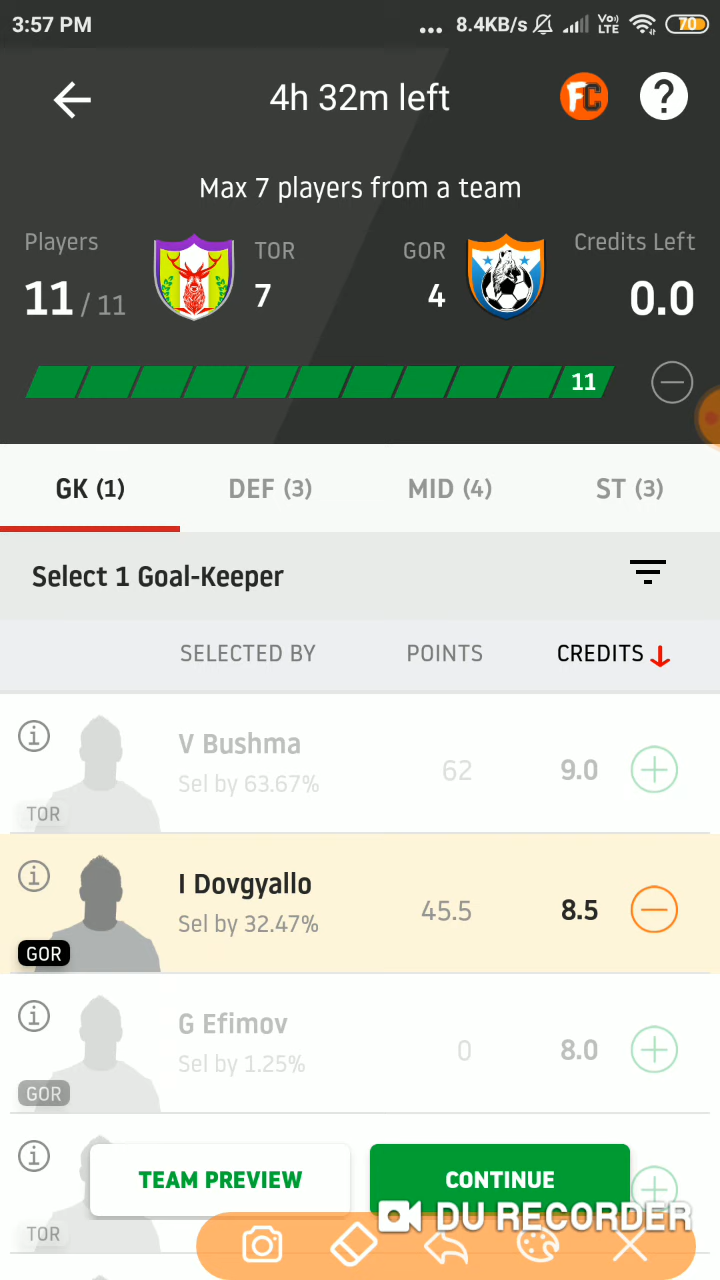 3:57 PM
... 8.4KB/s Vo)) LTE 70
4h 32m left
FC
?
Max 7 players from a team
Players
TOR
GOR
Credits Left
11 / 11
7
4
0.0
11
GK (1)
DEF (3)
MID (4)
ST (3)
Select 1 Goal-Keeper
SELECTED BY
POINTS
CREDITS
V Bushma
Sel by 63.67%
62
9.0
TOR
I Dovgyallo
Sel by 32.47%
45.5
8.5
GOR
G Efimov
Sel by 1.25%
0
8.0
GOR
TEAM PREVIEW
CONTINUE
DU RECORDER
TOR